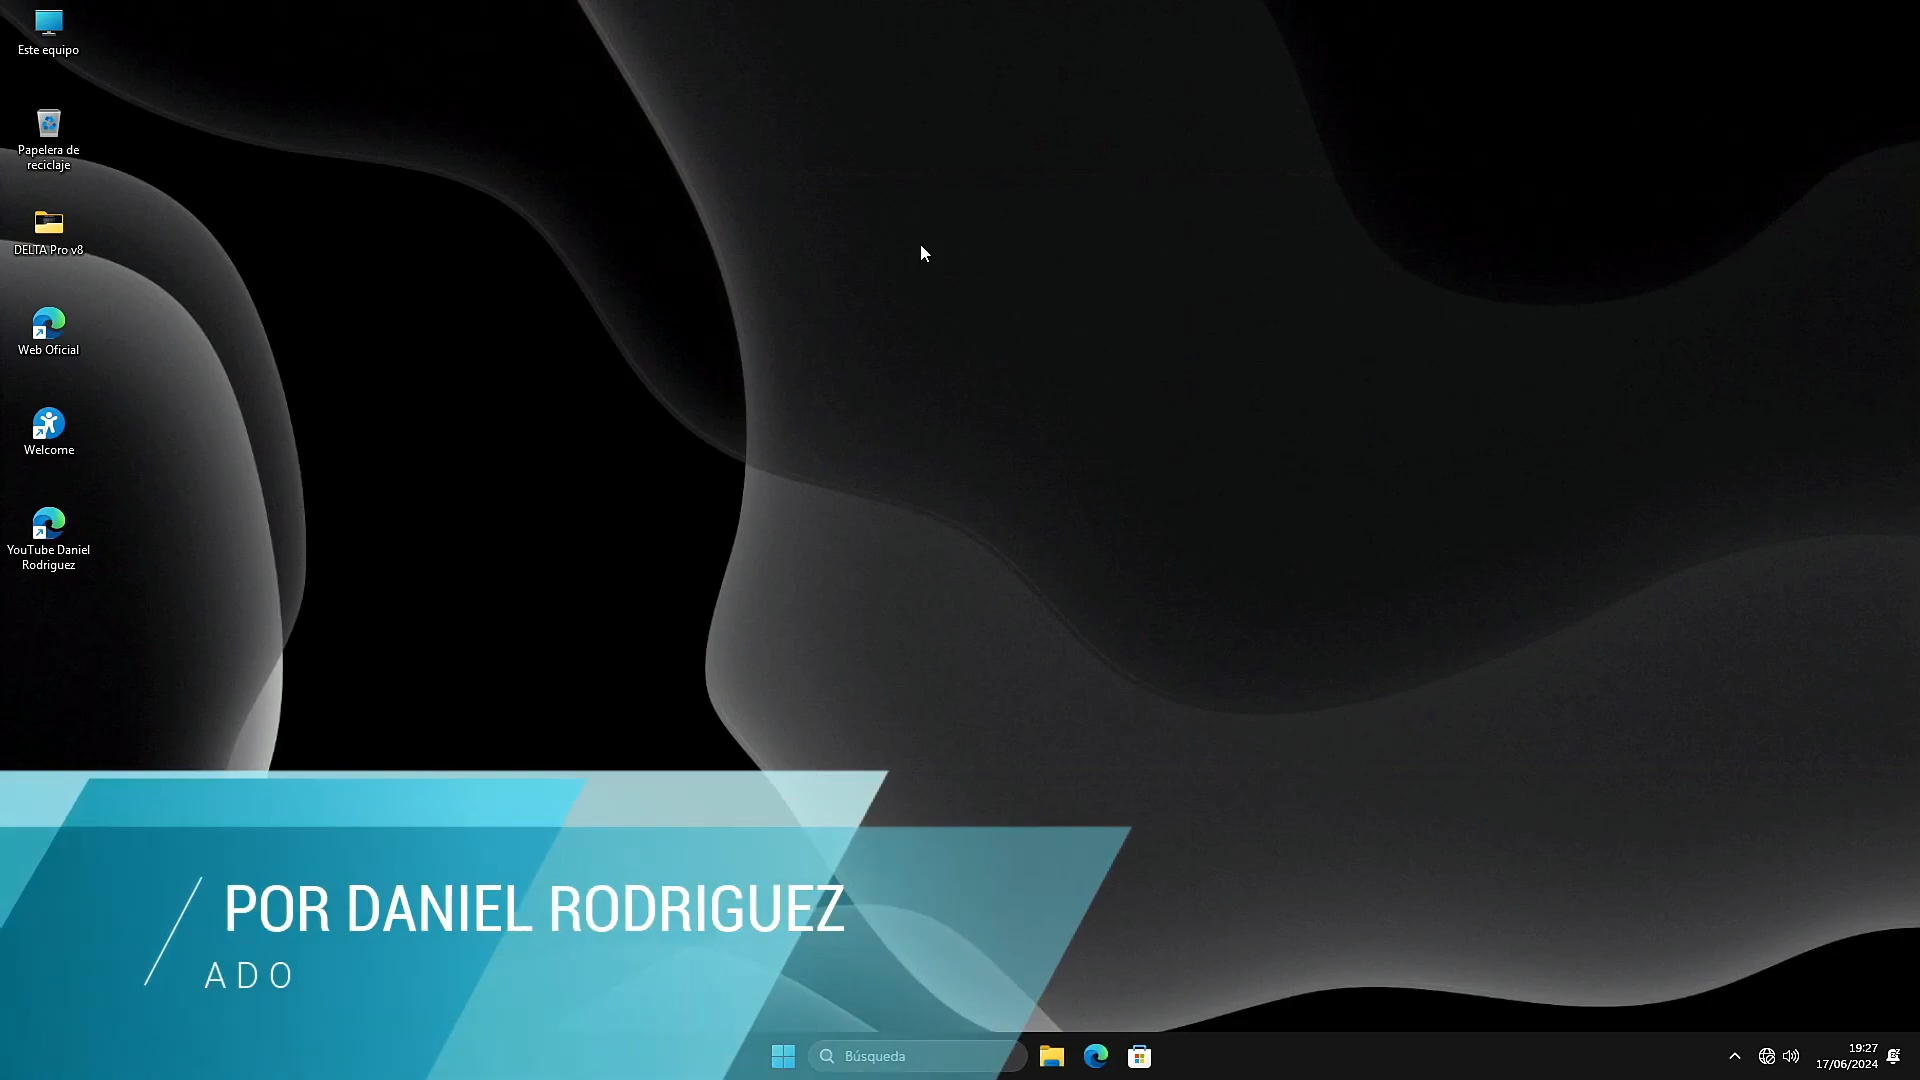 Este equipo
Papelera de
reciclaje
DELTA Pro v8
Web Oficial
Welcome
YouTube Daniel
Rodriguez
POR DANIEL RODRIGUEZ
ADO
Búsqueda
19:27
17/06/2024